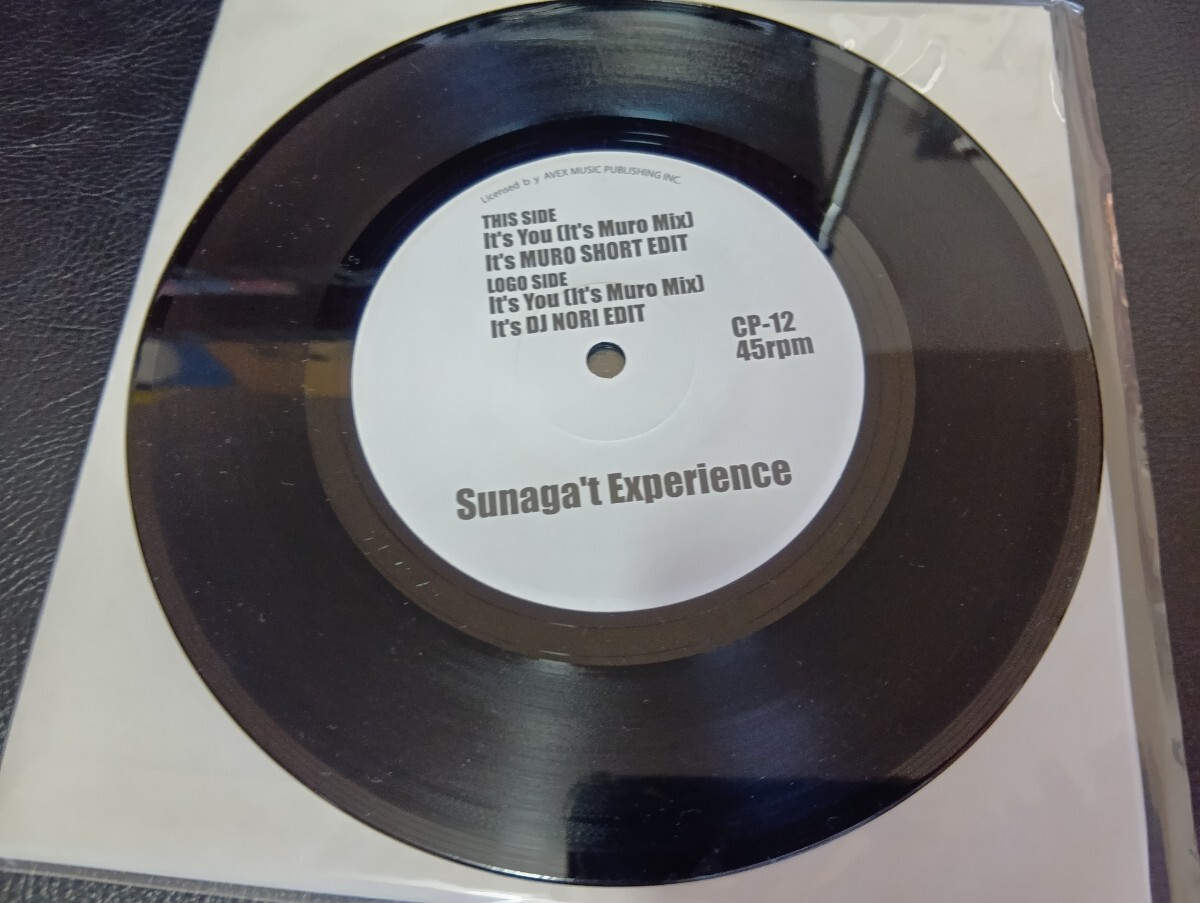 Licensed b y AVEX MUSIC PUBLISHING INC.
THIS SIDE
It's You (It's Muro Mix)
It's MURO SHORT EDIT
LOGO SIDE
It's You (It's Muro Mix)
It's DJ NORI EDIT
CP-12
45rpm
Sunaga't Experience